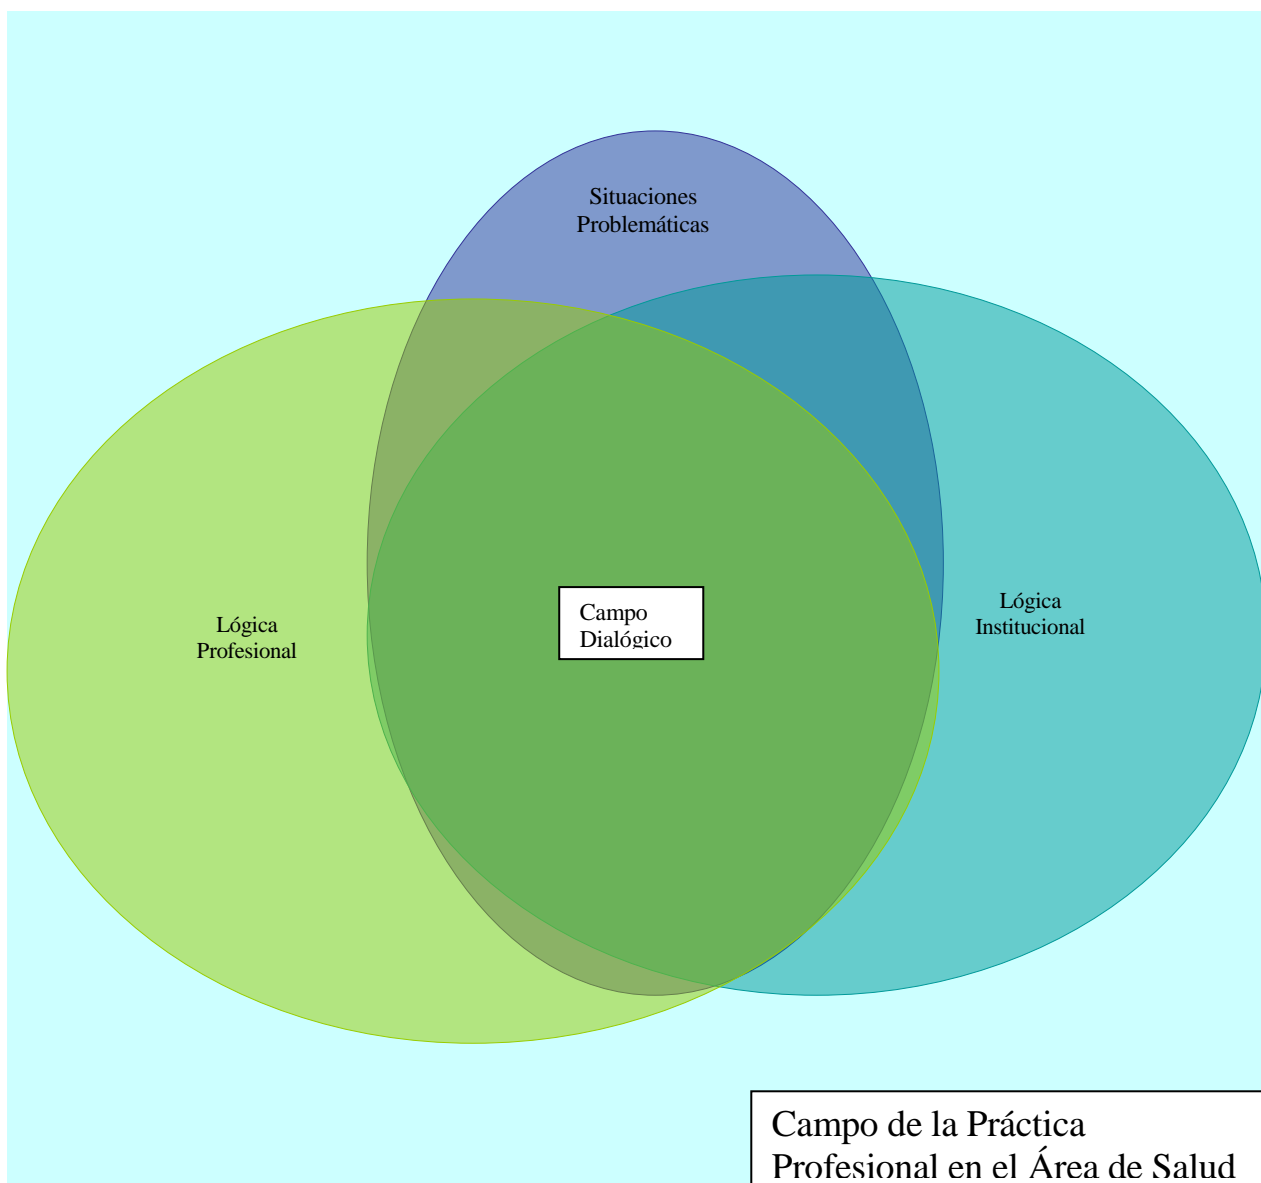 Situaciones
Problemáticas
Lógica
Profesional
Campo
Dialógico
Lógica
Institucional
Campo de la Práctica
Profesional en el Área de Salud